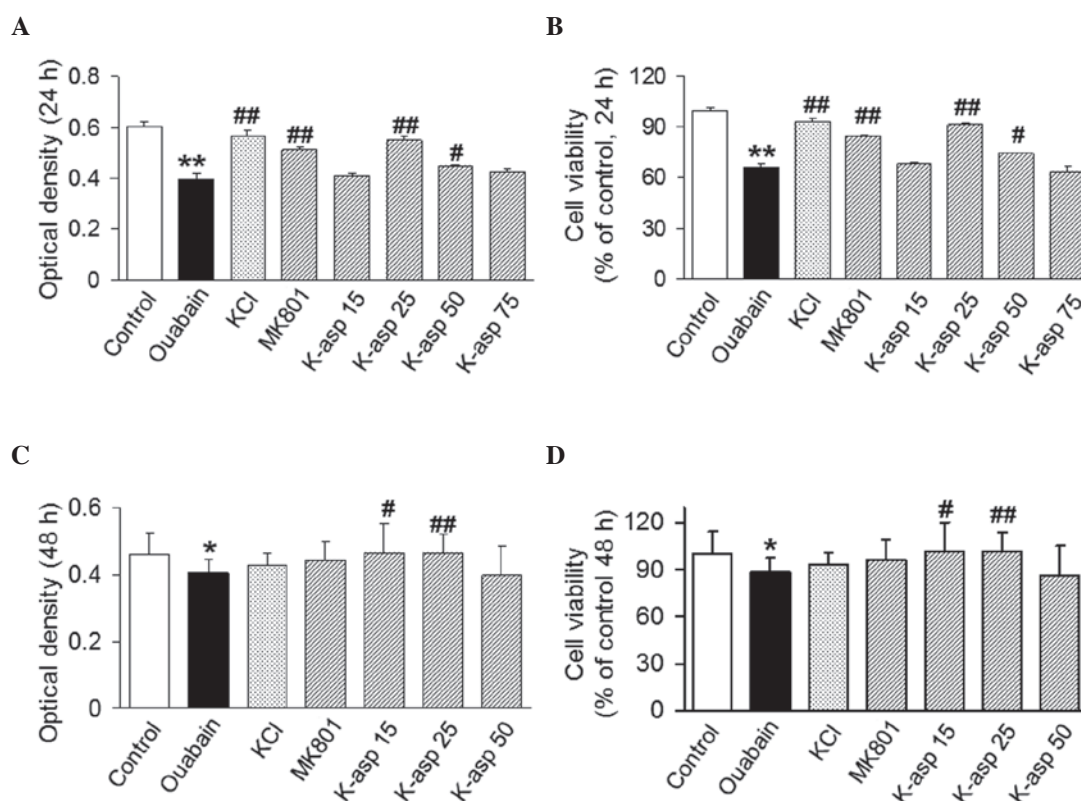 A
Optical density (24 h)
0.8
0.6
0.4
0.2
0
**
##
##
##
#
Control
Ouabain
KCl
MK801
K-asp 15
K-asp 25
K-asp 50
K-asp 75
B
Cell viability
(% of control, 24 h)
120
90
60
30
0
**
##
##
##
#
Control
Ouabain
KCl
MK801
K-asp 15
K-asp 25
K-asp 50
K-asp 75
C
Optical density (48 h)
0.6
0.4
0.2
0
*
#
##
Control
Ouabain
KCl
MK801
K-asp 15
K-asp 25
K-asp 50
D
Cell viability
(% of control 48 h)
120
90
60
30
0
*
#
##
Control
Ouabain
KCl
MK801
K-asp 15
K-asp 25
K-asp 50